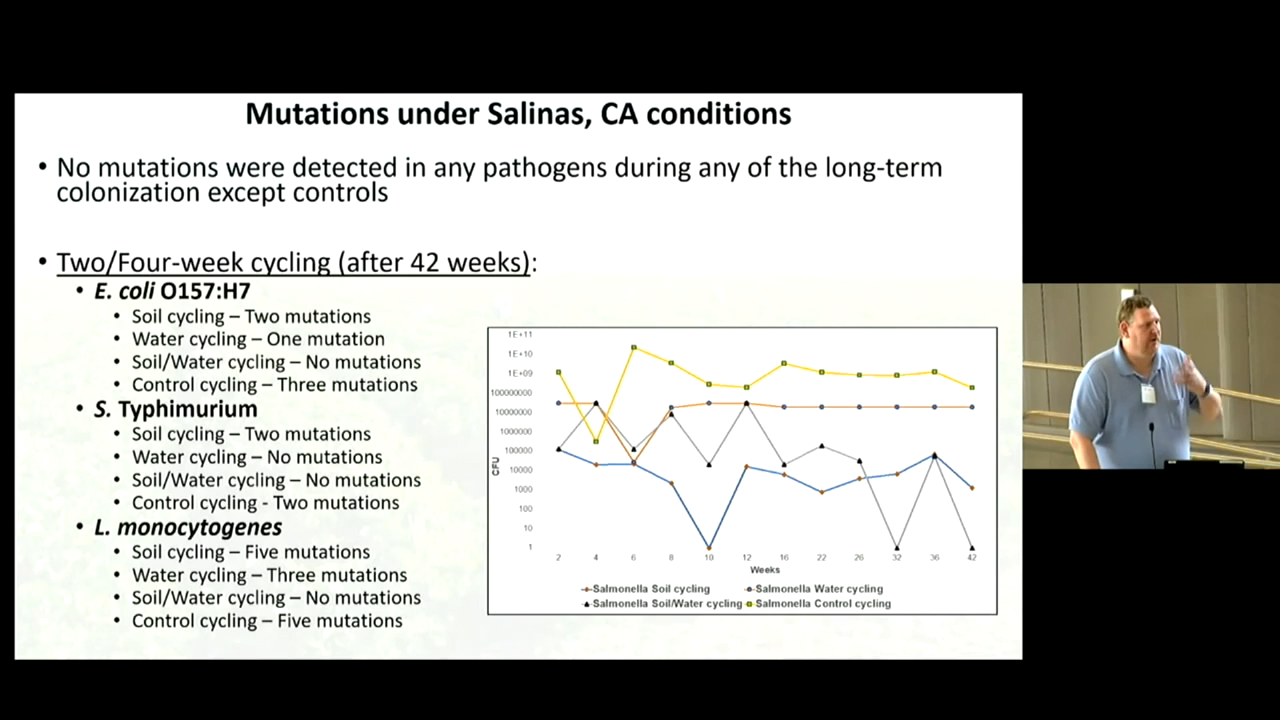 Mutations under Salinas, CA conditions
• No mutations were detected in any pathogens during any of the long-term
colonization except controls
• Two/Four-week cycling (after 42 weeks):
• E. coli O157:H7
• Soil cycling – Two mutations
• Water cycling – One mutation
• Soil/Water cycling – No mutations
• Control cycling – Three mutations
• S. Typhimurium
• Soil cycling – Two mutations
• Water cycling – No mutations
• Soil/Water cycling – No mutations
• Control cycling - Two mutations
• L. monocytogenes
• Soil cycling – Five mutations
• Water cycling – Three mutations
• Soil/Water cycling – No mutations
• Control cycling – Five mutations
1E+11
1E+10
1E+09
100000000
10000000
1000000
100000
10000
1000
100
10
1
CFU
2 4 6 8 10 12 16 22 26 32 36 42
Weeks
Salmonella Soil cycling Salmonella Water cycling
Salmonella Soil/Water cycling Salmonella Control cycling